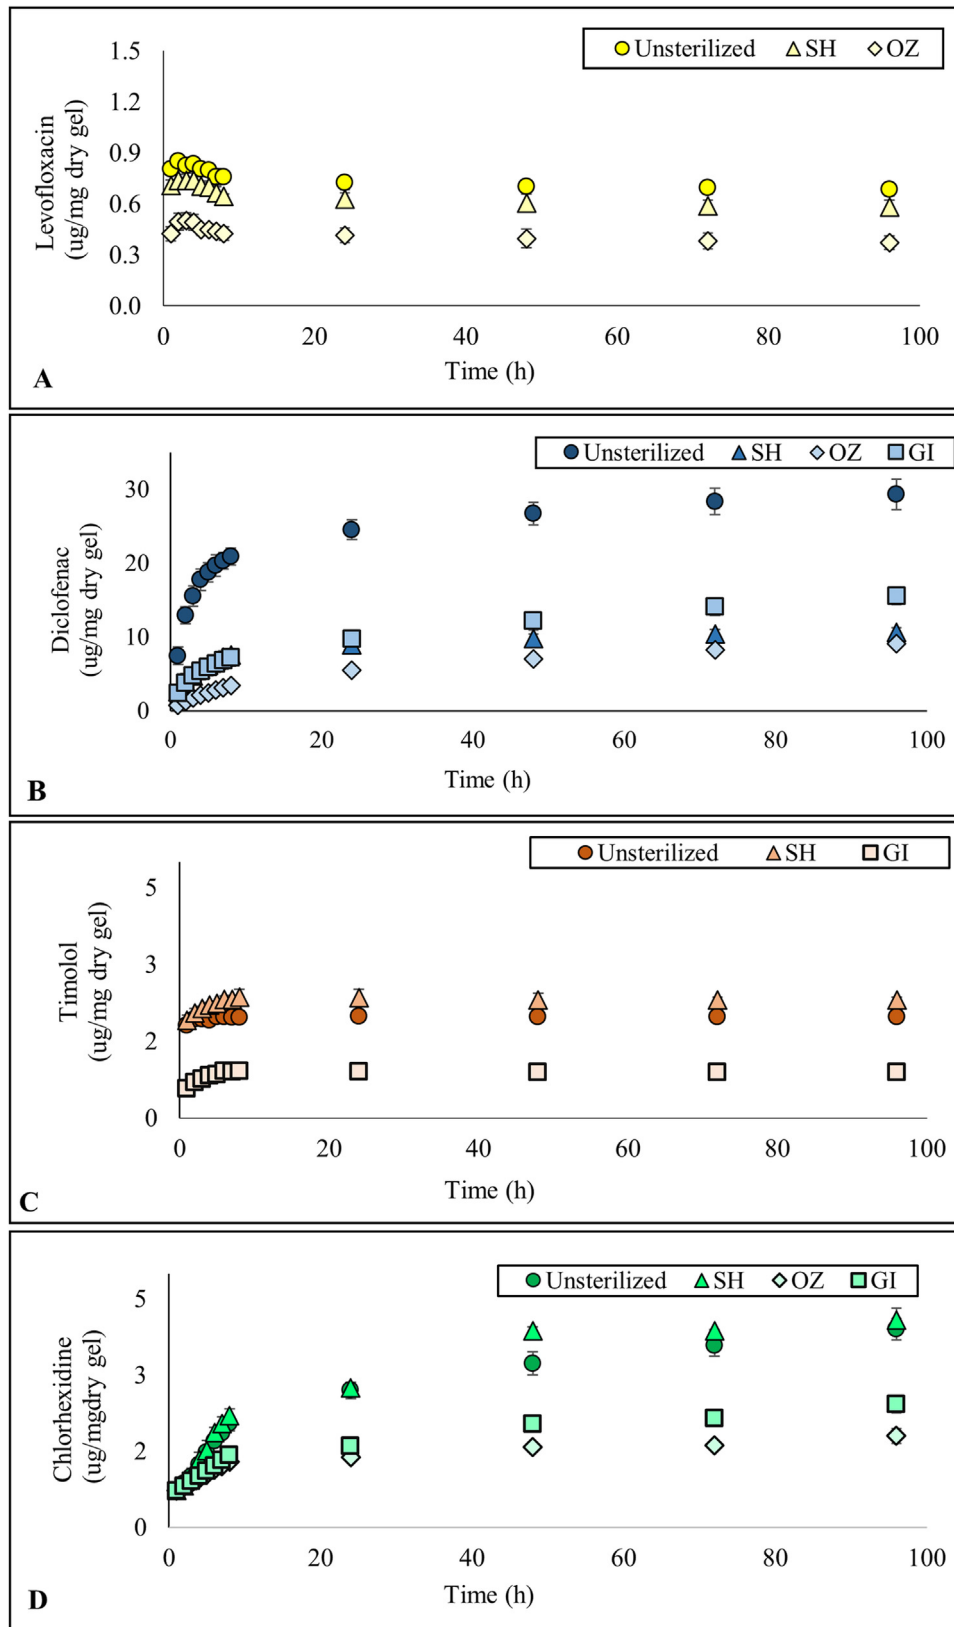 Unsterilized SH OZ
1.5
1.2
0.9
0.6
0.3
0.0
Levofloxacin
(ug/mg dry gel)
0 20 40 60 80 100
Time (h)
A
Unsterilized SH OZ GI
30
20
10
0
Diclofenac
(ug/mg dry gel)
0 20 40 60 80 100
Time (h)
B
Unsterilized SH GI
5
3
2
0
Timolol
(ug/mg dry gel)
0 20 40 60 80 100
Time (h)
C
Unsterilized SH OZ GI
5
3
2
0
Chlorhexidine
(ug/mgdry gel)
0 20 40 60 80 100
Time (h)
D